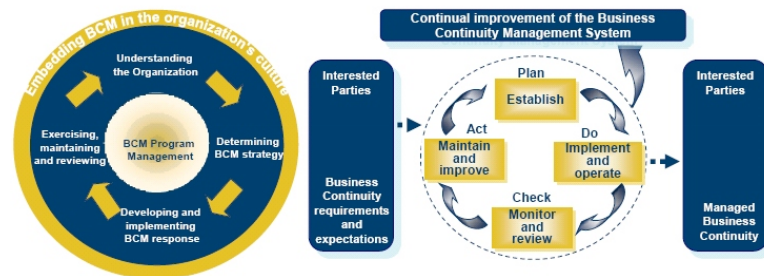 Embedding BCM in the organization's culture
Understanding
the Organization
Exercising,
maintaining
and reviewing
BCM Program
Management
Determining
BCM strategy
Developing and
implementing
BCM response
Continual improvement of the Business
Continuity Management System
Interested
Parties
Business
Continuity
requirements
and
expectations
Plan
Establish
Act
Maintain
and
improve
Do
Implement
and
operate
Check
Monitor
and
review
Interested
Parties
Managed
Business
Continuity